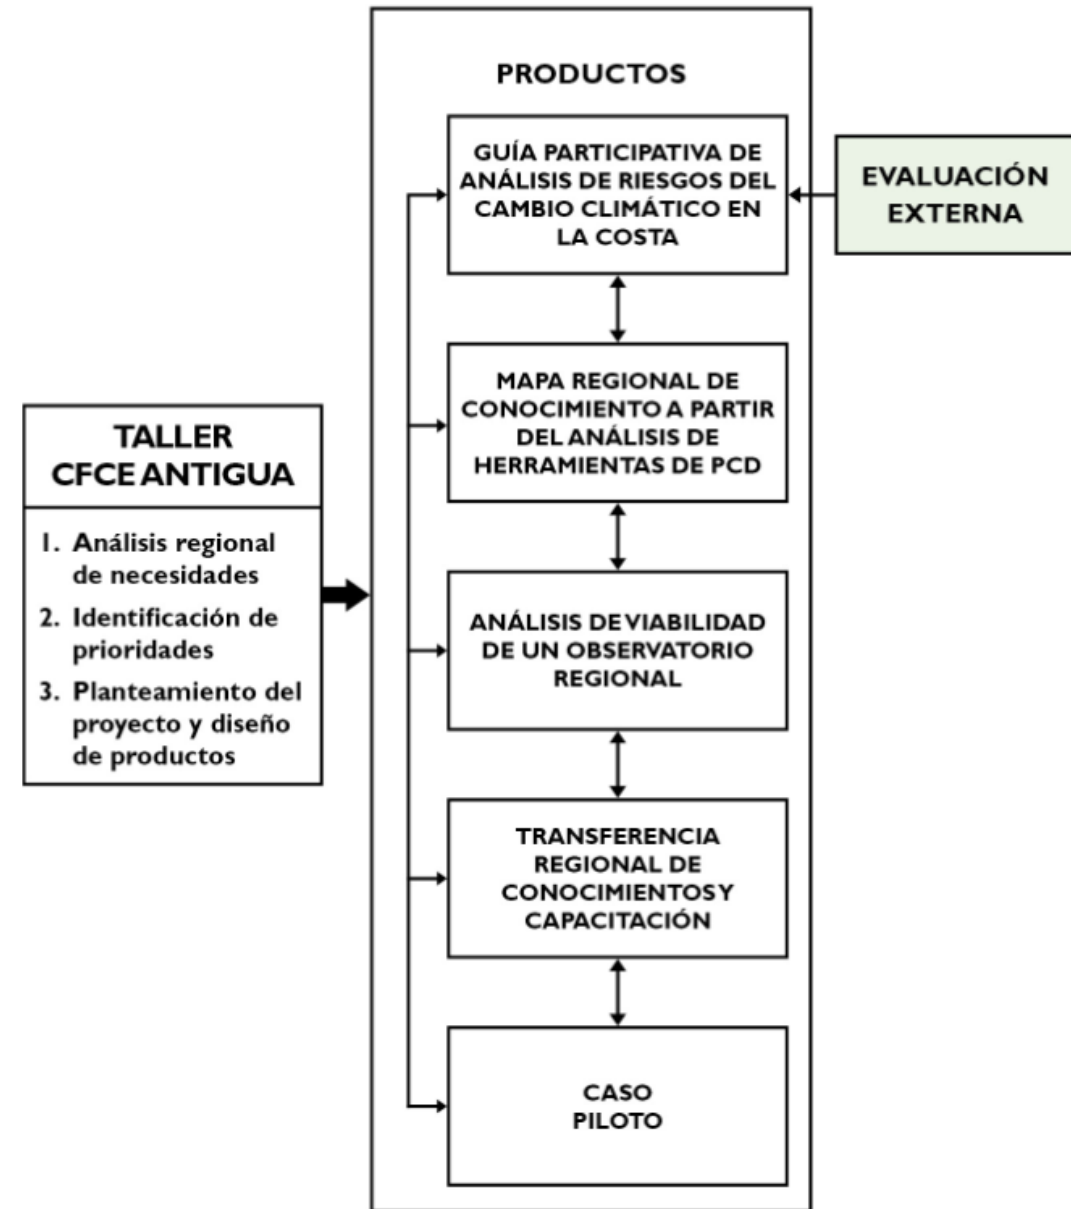 PRODUCTOS
GUÍA PARTICIPATIVA DE
ANÁLISIS DE RIESGOS DEL
CAMBIO CLIMÁTICO EN
LA COSTA
EVALUACIÓN
EXTERNA
MAPA REGIONAL DE
CONOCIMIENTO A PARTIR
DEL ANÁLISIS DE
HERRAMIENTAS DE PCD
TALLER
CFCE ANTIGUA
1. Análisis regional
de necesidades
2. Identificación de
prioridades
3. Planteamiento del
proyecto y diseño
de productos
ANÁLISIS DE VIABILIDAD
DE UN OBSERVATORIO
REGIONAL
TRANSFERENCIA
REGIONAL DE
CONOCIMIENTOS Y
CAPACITACIÓN
CASO
PILOTO